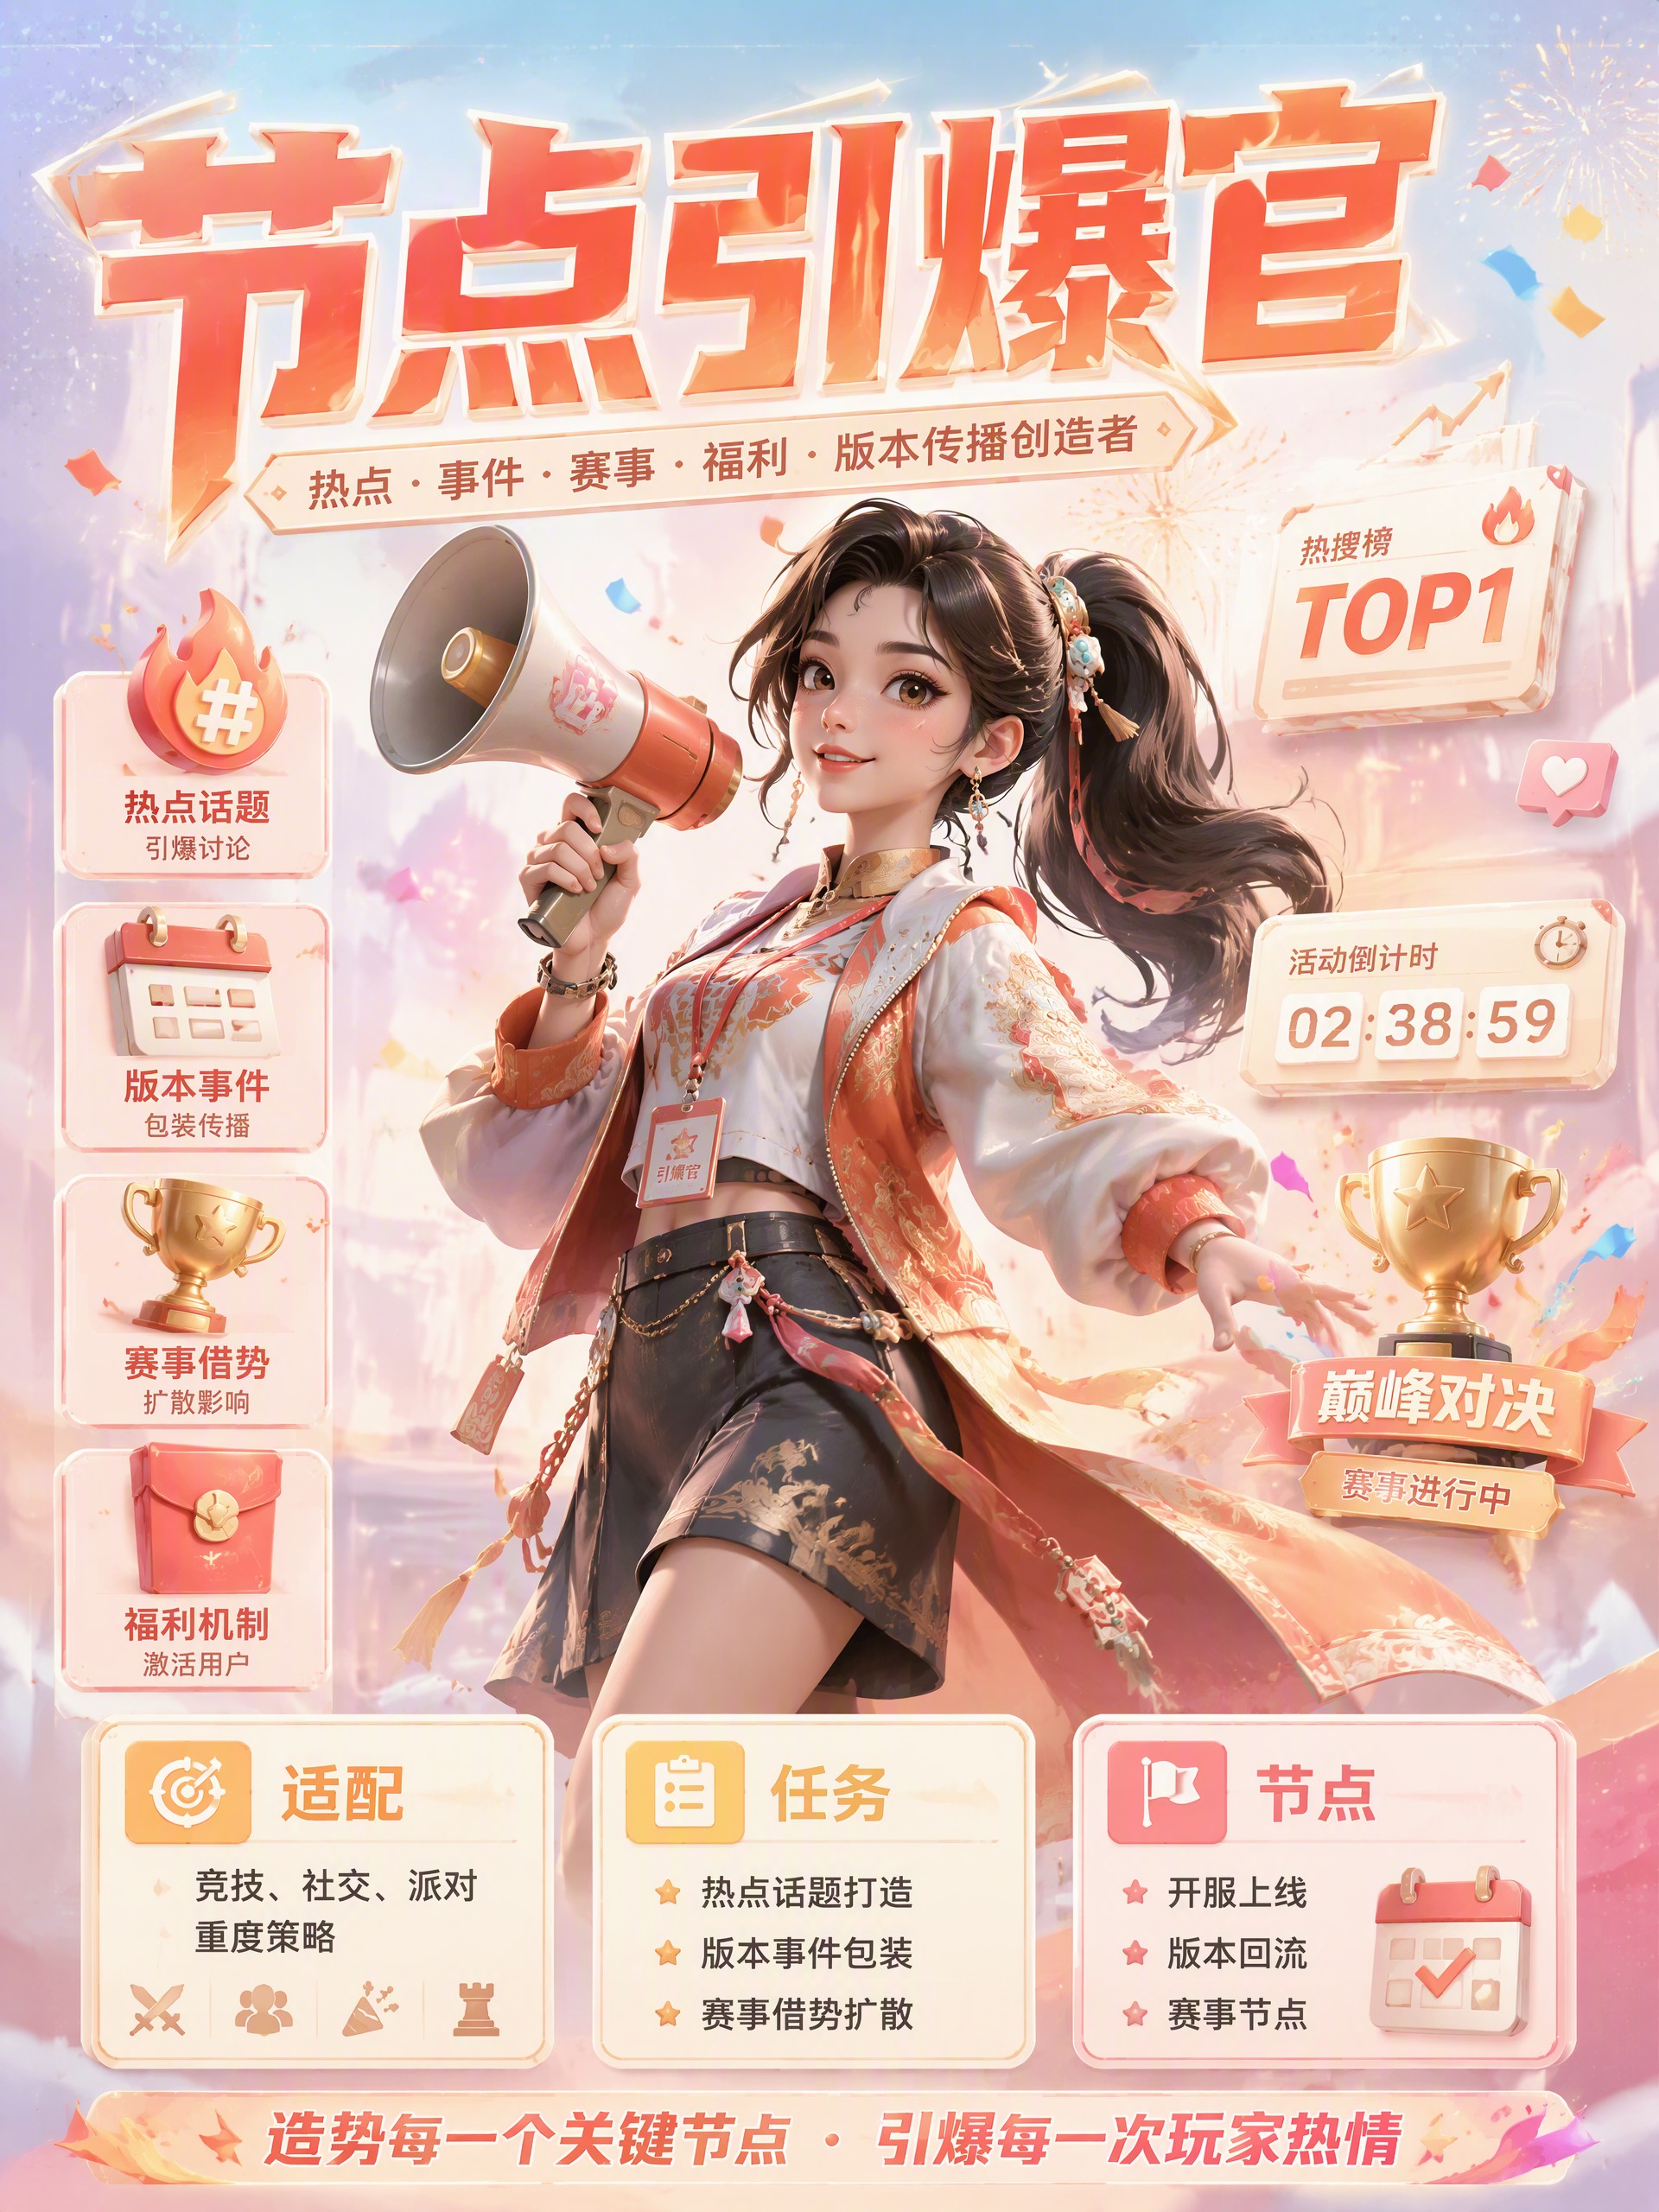 节点引爆官
热点·事件·赛事·福利·版本传播创造者
热搜榜
TOP1
#
热点话题
引爆讨论
版本事件
包装传播
活动倒计时
02:38:59
引爆官
赛事借势
扩散影响
巅峰对决
赛事进行中
福利机制
激活用户
适配
竞技、社交、派对
重度策略
任务
热点话题打造
版本事件包装
赛事借势扩散
节点
开服上线
版本回流
赛事节点
造势每一个关键节点·引爆每一次玩家热情